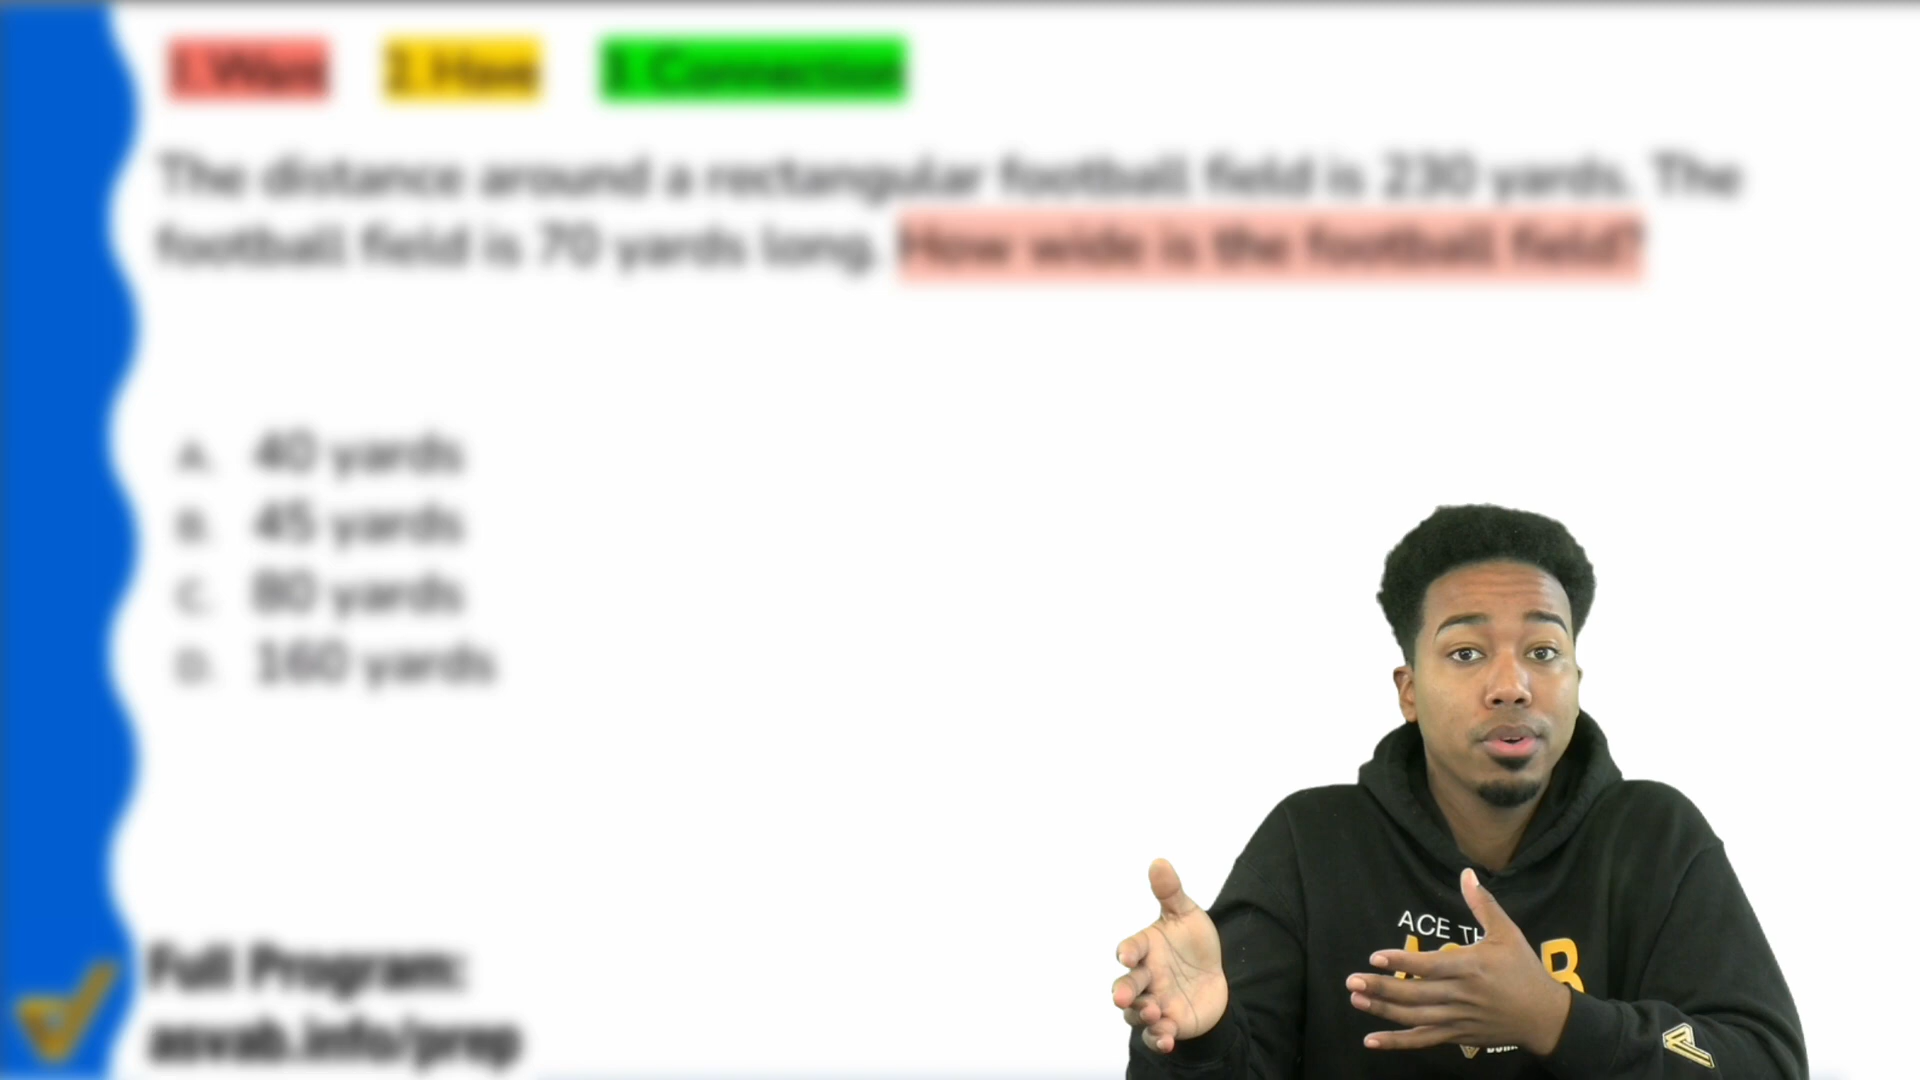 1. Want 2. Have 3. Connection
The distance around a rectangular football field is 230 yards. The
football field is 70 yards long. How wide is the football field?
A. 40 yards
B. 45 yards
C. 80 yards
D. 160 yards
Full Program:
asvab.info/prep
ACE TH
B